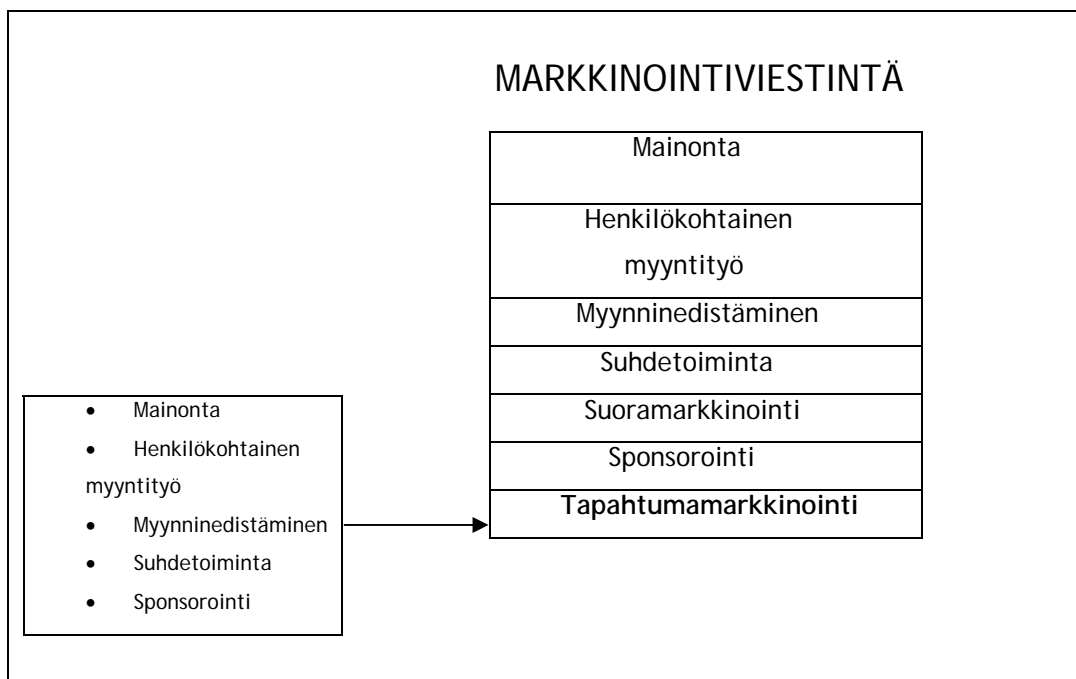 MARKKINOINTIVIESTINTÄ
Mainonta
Henkilökohtainen
myyntityö
Myynninedistäminen
Suhdetoiminta
Suoramarkkinointi
Sponsorointi
Tapahtumamarkkinointi
• Mainonta
• Henkilökohtainen
myyntityö
• Myynninedistäminen
• Suhdetoiminta
• Sponsorointi